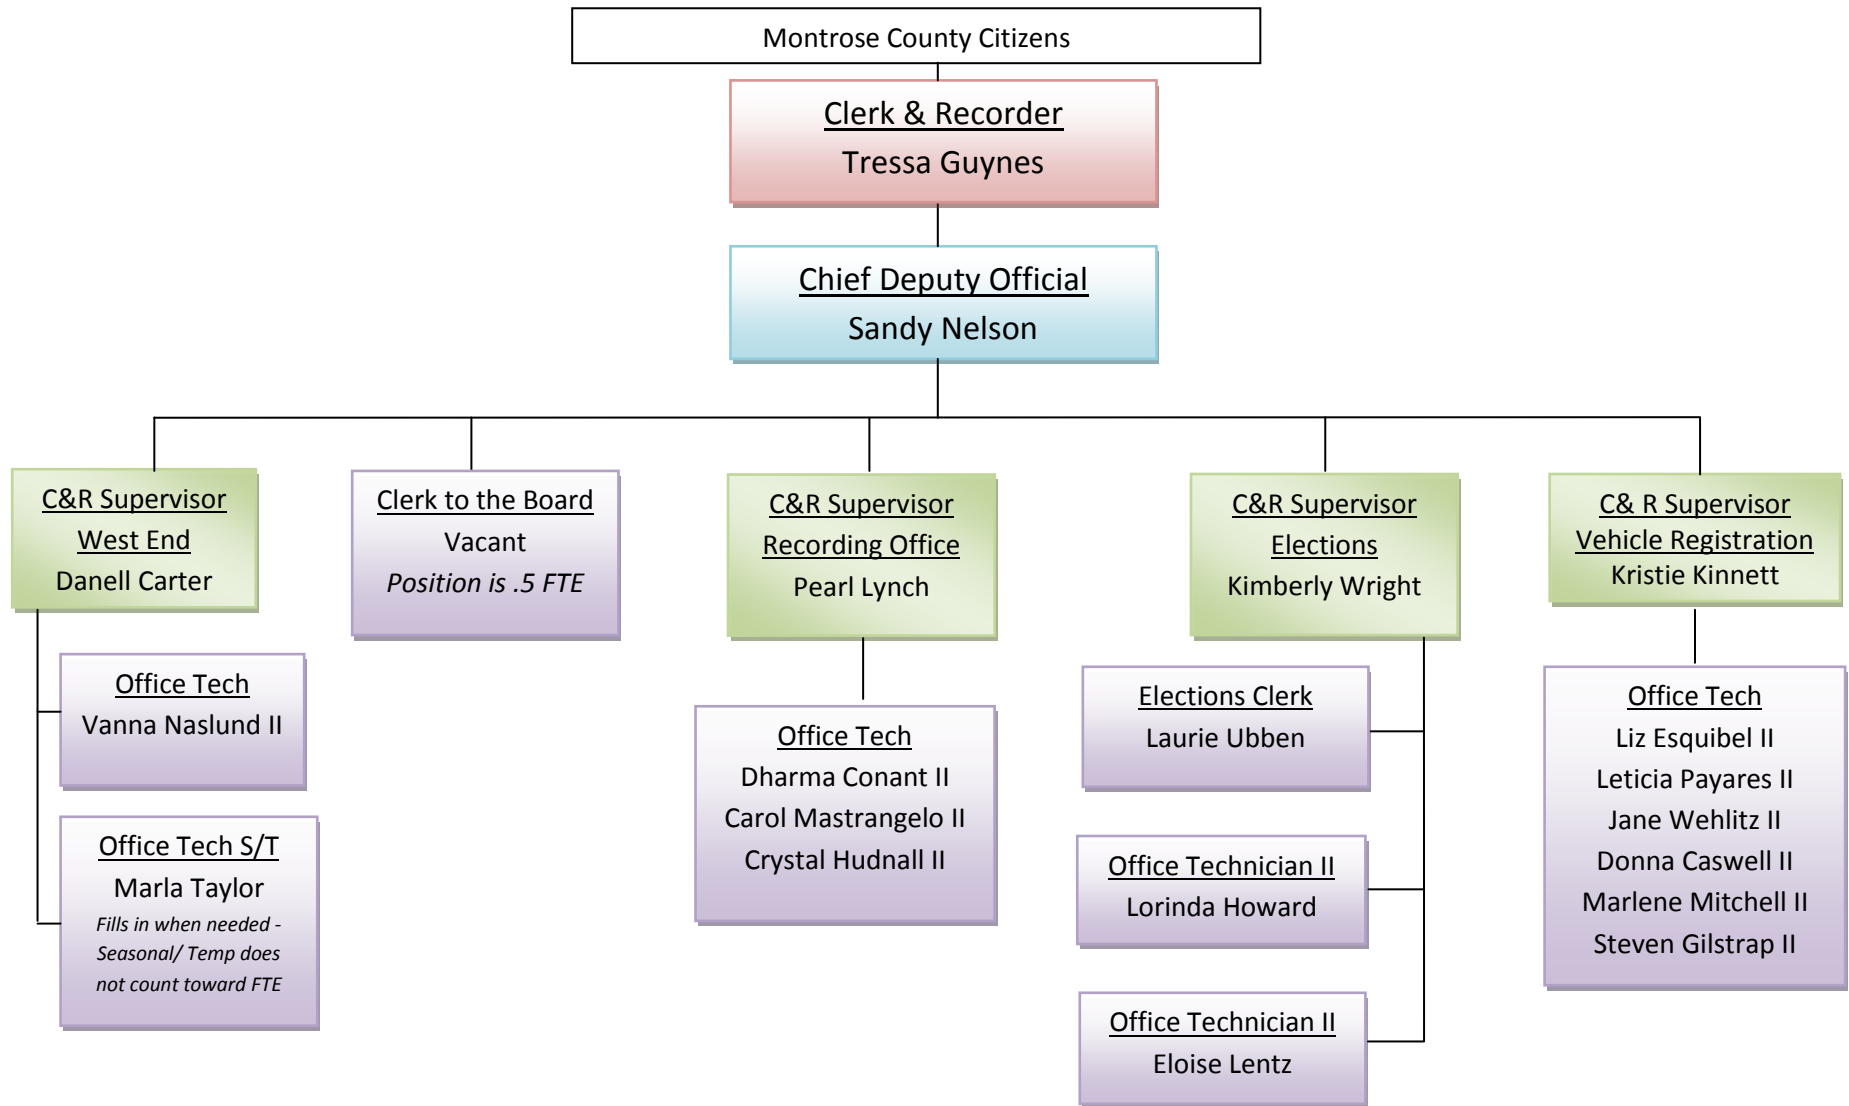 Montrose County Citizens
Clerk & Recorder
Tressa Guynes
Chief Deputy Official
Sandy Nelson
C&R Supervisor
West End
Danell Carter
Office Tech
Vanna Naslund II
Office Tech S/T
Marla Taylor
Fills in when needed -
Seasonal/ Temp does
not count toward FTE
Clerk to the Board
Vacant
Position is .5 FTE
C&R Supervisor
Recording Office
Pearl Lynch
Office Tech
Dharma Conant II
Carol Mastrangelo II
Crystal Hudnall II
C&R Supervisor
Elections
Kimberly Wright
Elections Clerk
Laurie Ubben
Office Technician II
Lorinda Howard
Office Technician II
Eloise Lentz
C& R Supervisor
Vehicle Registration
Kristie Kinnett
Office Tech
Liz Esquibel II
Leticia Payares II
Jane Wehlitz II
Donna Caswell II
Marlene Mitchell II
Steven Gilstrap II